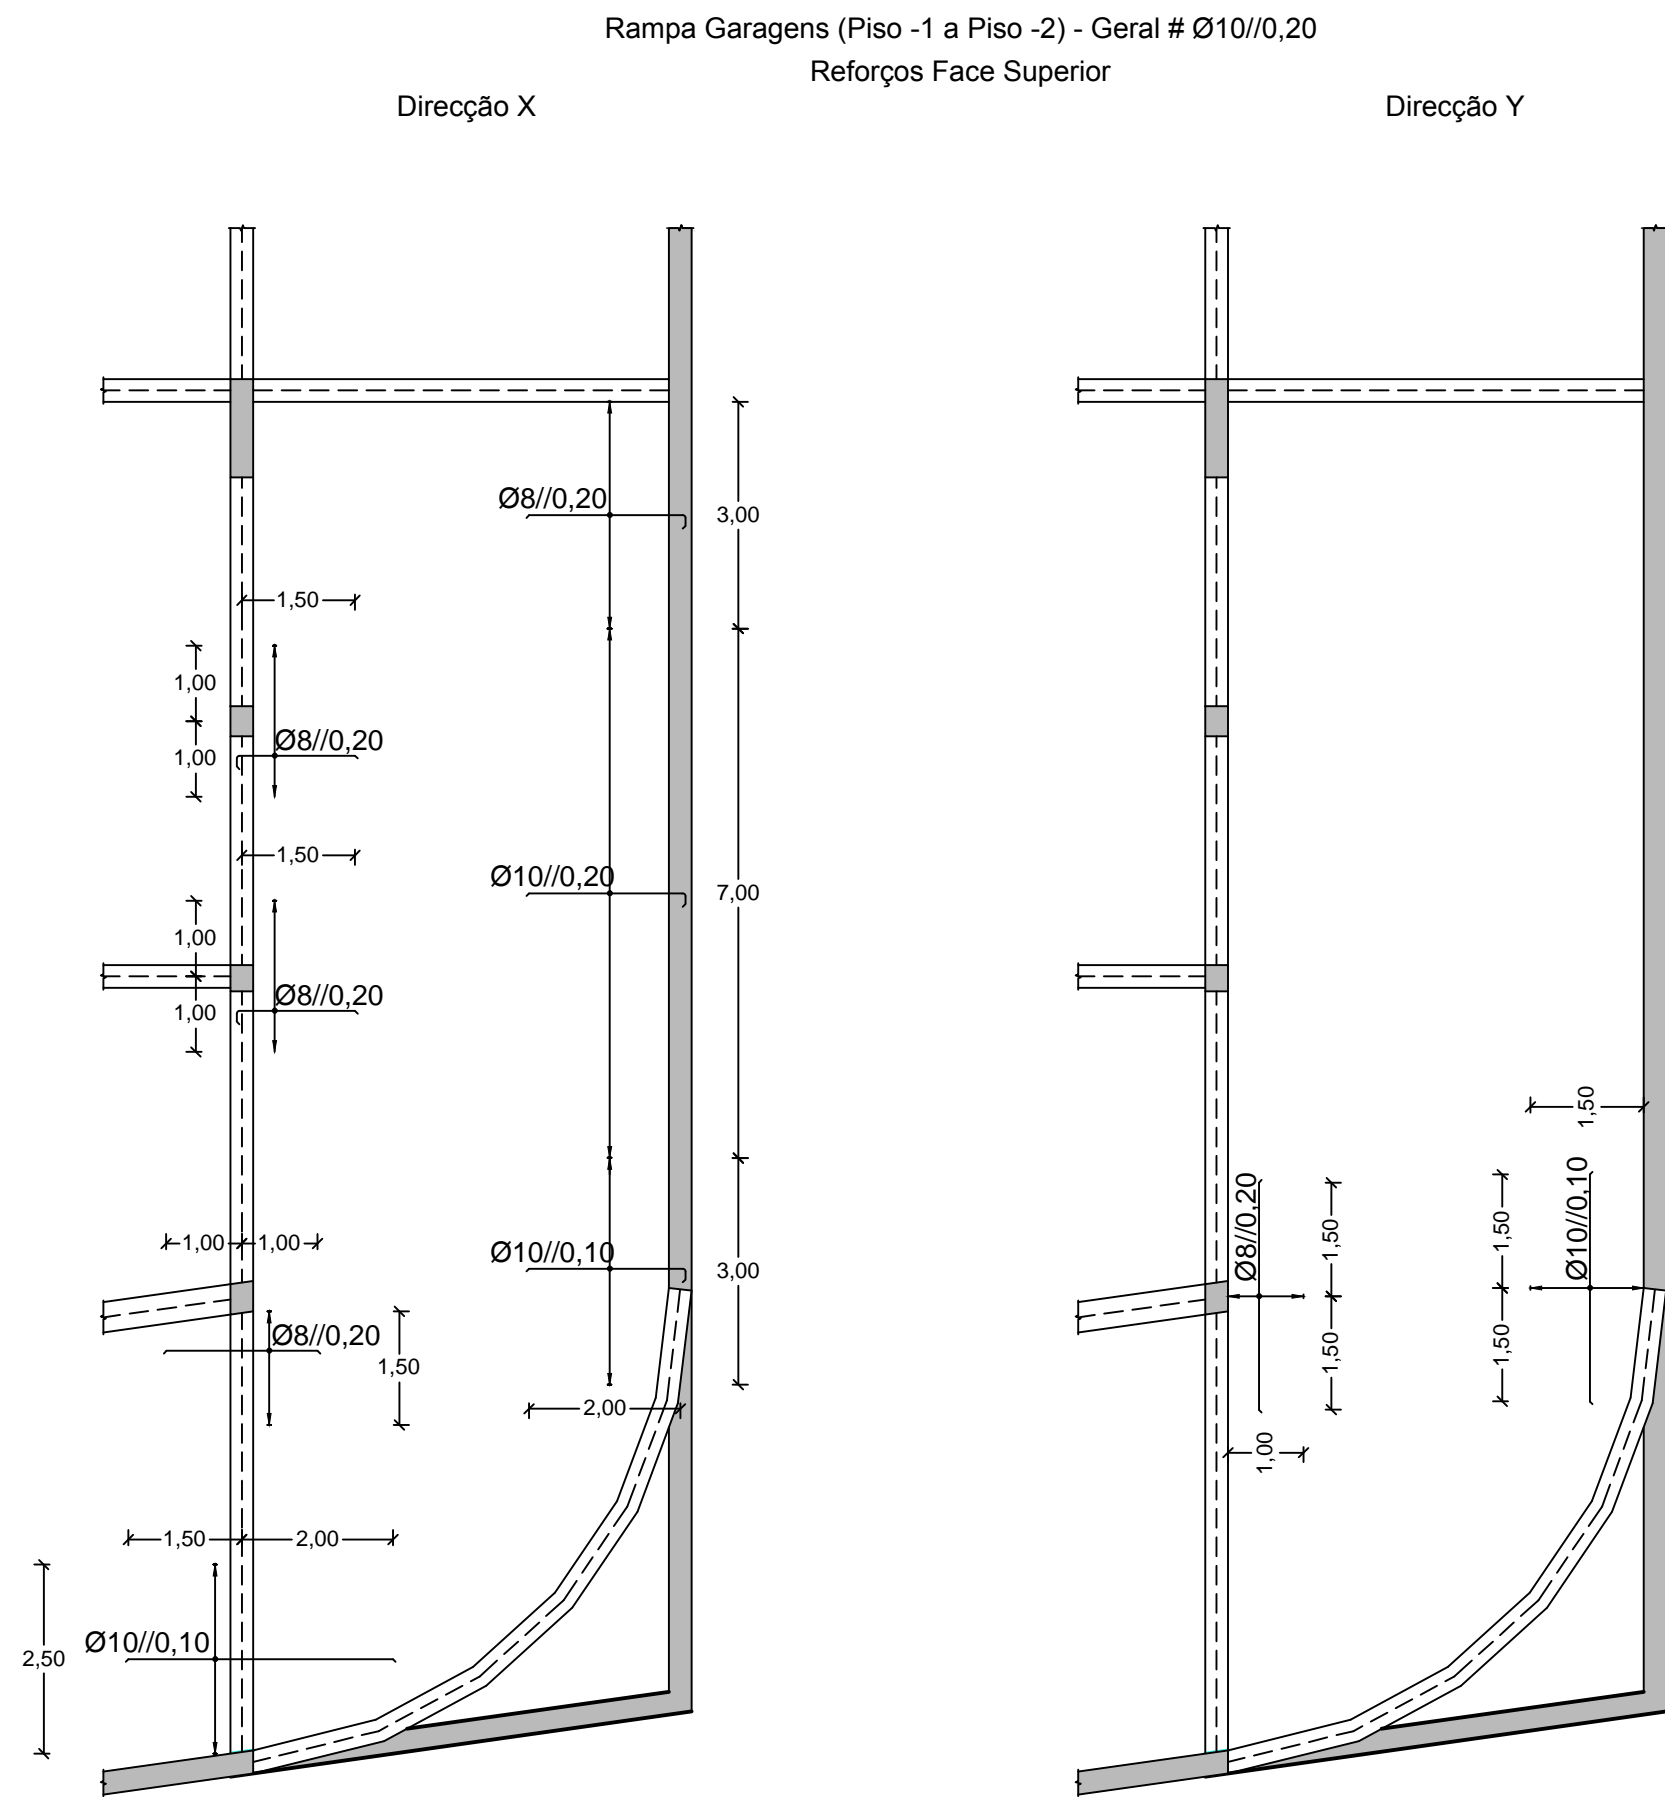 Rampa Garagens (Piso -1 a Piso -2) - Geral # Ø10//0,20
Reforços Face Superior
Direcção X
Direcção Y
Ø8//0,20
3,00
1,50
1,00
Ø8//0,20
1,00
1,50
Ø10//0,20
7,00
1,00
Ø8//0,20
1,00
1,00
1,00
Ø10//0,10
3,00
Ø8//0,20
1,50
2,00
1,50
2,00
Ø10//0,10
2,50
1,50
Ø8//0,20
1,50
1,50
Ø10//0,10
1,50
1,50
1,00